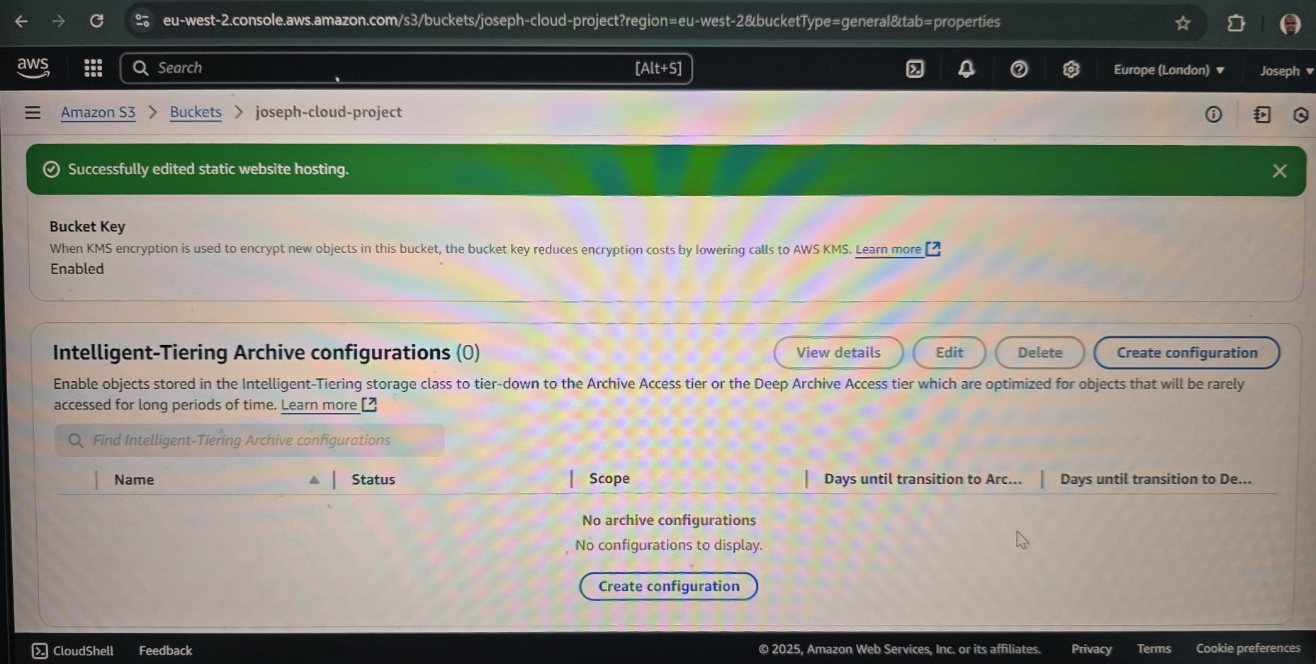 eu-west-2.console.aws.amazon.com/s3/buckets/joseph-cloud-project?region=eu-west-2&bucketType=general&tab=properties
aws
Search
[Alt+S]
Europe (London)
Joseph
Amazon S3 > Buckets > joseph-cloud-project
Successfully edited static website hosting.
Bucket Key
When KMS encryption is used to encrypt new objects in this bucket, the bucket key reduces encryption costs by lowering calls to AWS KMS. Learn more
Enabled
Intelligent-Tiering Archive configurations (0)
View details
Edit
Delete
Create configuration
Enable objects stored in the Intelligent-Tiering storage class to tier-down to the Archive Access tier or the Deep Archive Access tier which are optimized for objects that will be rarely
accessed for long periods of time. Learn more
Find Intelligent-Tiering Archive configurations
Name
Status
Scope
Days until transition to Arc...
Days until transition to De...
No archive configurations
No configurations to display.
Create configuration
CloudShell
Feedback
© 2025, Amazon Web Services, Inc. or its affiliates.
Privacy
Terms
Cookie preferences